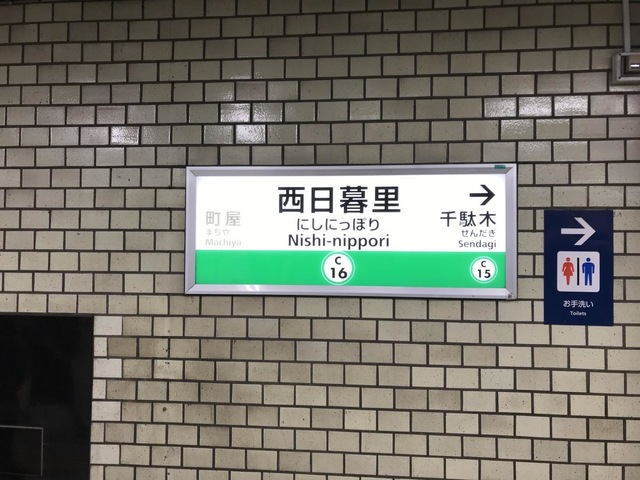 西日暮里
にしにっぽり
Nishi-nippori
C
16
町屋
まちや
Machiya
→
千駄木
せんだぎ
Sendagi
C
15
→
お手洗い
Toilets